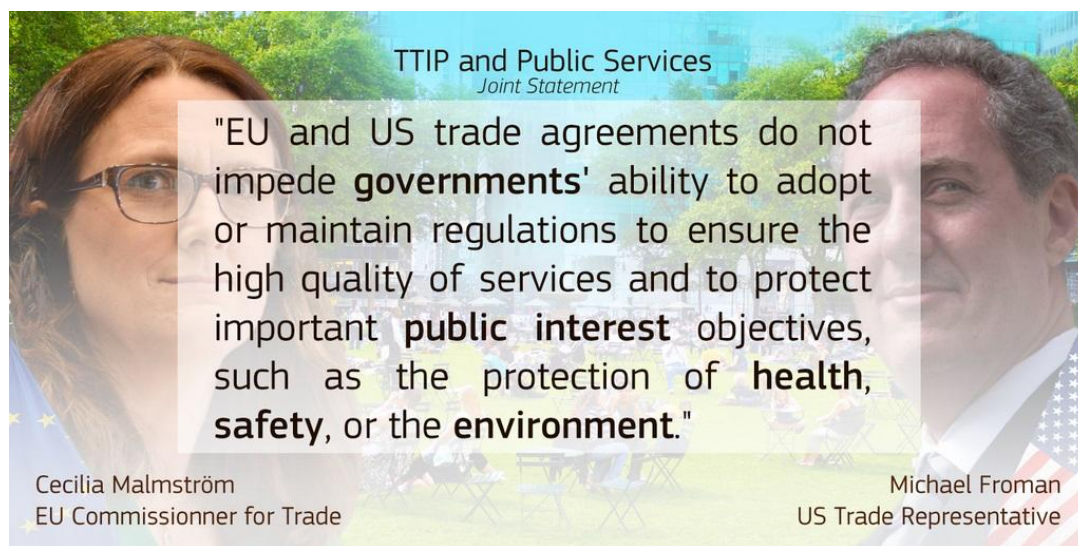 TTIP and Public Services
Joint Statement
"EU and US trade agreements do not
impede governments' ability to adopt
or maintain regulations to ensure the
high quality of services and to protect
important public interest objectives,
such as the protection of health,
safety, or the environment."
Cecilia Malmström
EU Commissionner for Trade
Michael Froman
US Trade Representative